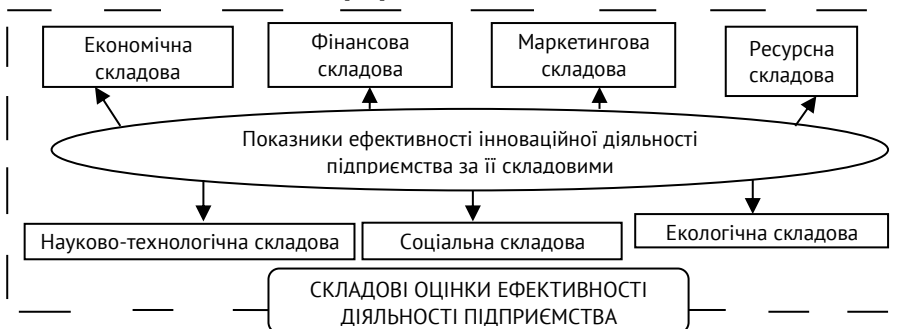 Економічна
складова
Фінансова
складова
Маркетингова
складова
Ресурсна
складова
Показники ефективності інноваційної діяльності
підприємства за її складовими
Науково-технологічна складова
Соціальна складова
Екологічна складова
СКЛАДОВІ ОЦІНКИ ЕФЕКТИВНОСТІ
ДІЯЛЬНОСТІ ПІДПРИЄМСТВА